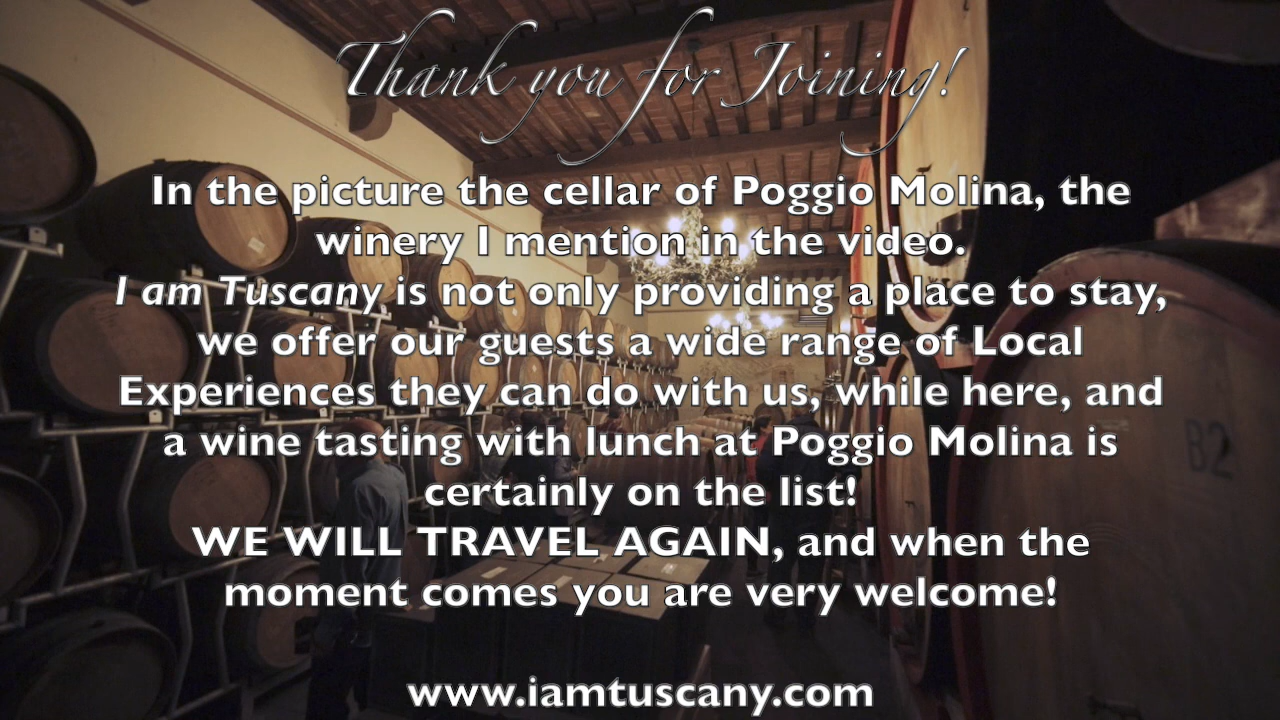 Thank you for Joining!
In the picture the cellar of Poggio Molina, the
winery I mention in the video.
I am Tuscany is not only providing a place to stay,
we offer our guests a wide range of Local
Experiences they can do with us, while here, and
a wine tasting with lunch at Poggio Molina is
certainly on the list!
WE WILL TRAVEL AGAIN, and when the
moment comes you are very welcome!
www.iamtuscany.com
B2